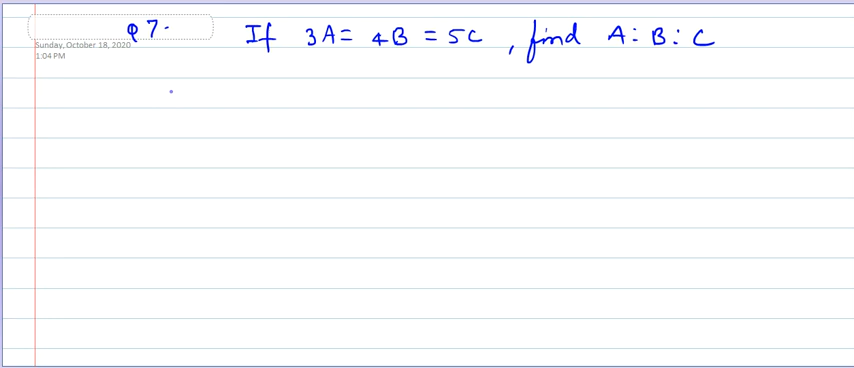 Q 7. If 3A = 4B = 5C , find A : B : C
Sunday, October 18, 2020
1:04 PM